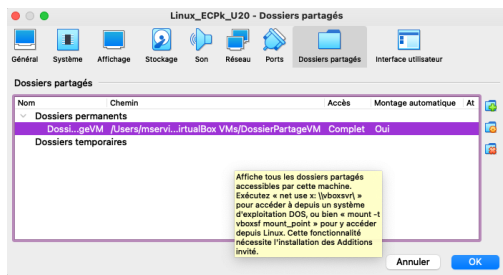 Linux_ECPk_U20 - Dossiers partagés
Général Système Affichage Stockage Son Réseau Ports Dossiers partagés Interface utilisateur
Dossiers partagés
Nom Chemin Accès Montage automatique At
Dossiers permanents
Dossi...geVM /Users/mservi...irtualBox VMs/DossierPartageVM Complet Oui
Dossiers temporaires
Affiche tous les dossiers partagés
accessibles par cette machine.
Exécutez « net use x: \\vboxsvr\ »
pour accéder à depuis un système
d'exploitation DOS, ou bien « mount -t
vboxsf mount_point » pour y accéder
depuis Linux. Cette fonctionnalité
nécessite l'installation des Additions
invité.
Annuler OK